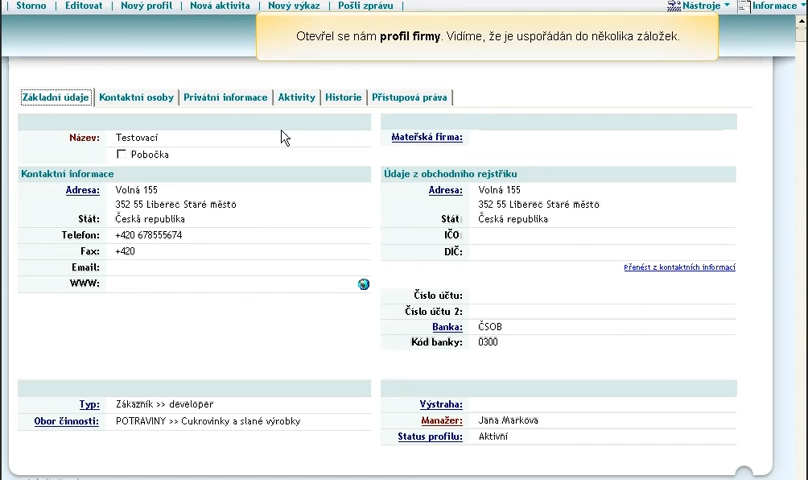 Storno | Editovat | Nový profil | Nová aktivita | Nový výkaz | Pošli zprávu | Nástroje Informace
Otevřel se nám profil firmy. Vidíme, že je uspořádán do několika záložek.
Základní údaje | Kontaktní osoby | Privátní informace | Aktivity | Historie | Přístupová práva
Název: Testovací
Mateřská firma:
Pobočka
Kontaktní informace
Adresa: Volná 155
352 55 Liberec Staré město
Stát: Česká republika
Telefon: +420 678555674
Fax: +420
Email:
WWW:
Údaje z obchodního rejstříku
Adresa: Volná 155
352 55 Liberec Staré město
Stát Česká republika
IČO
DIČ:
Přenést z kontaktních informací
Číslo účtu:
Číslo účtu 2:
Banka: ČSOB
Kód banky: 0300
Typ: Zákazník >> developer
Obor činnosti: POTRAVINY >> Cukrovinky a slané výrobky
Výstraha:
Manažer: Jana Markova
Status profilu: Aktivní